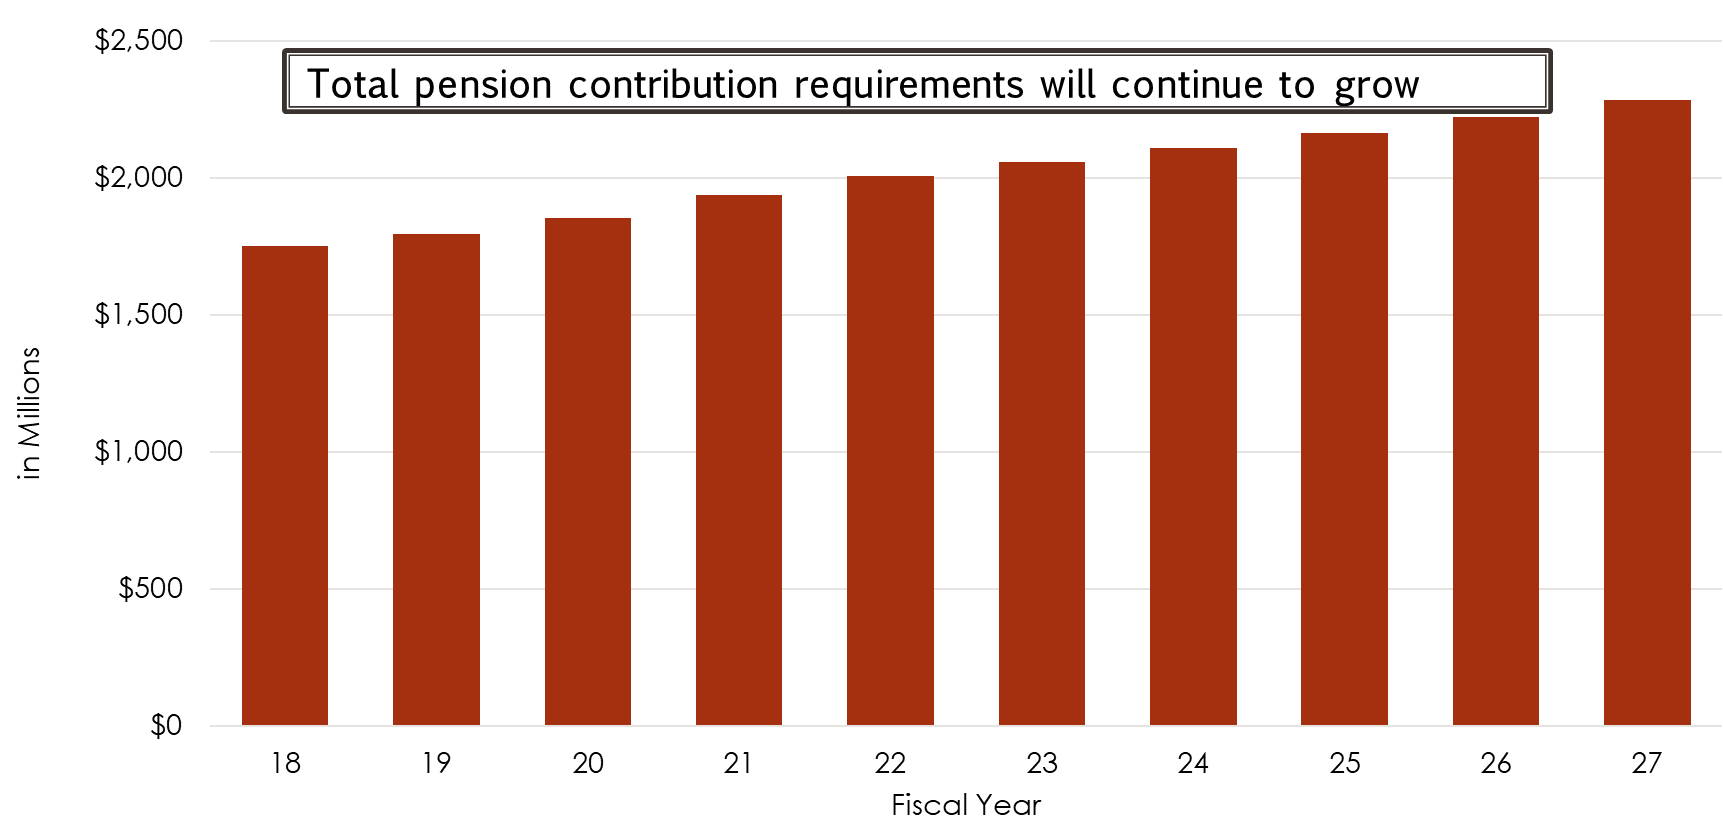 Total pension contribution requirements will continue to grow
$2,500
$2,000
$1,500
$1,000
$500
$0
in Millions
18 19 20 21 22 23 24 25 26 27
Fiscal Year